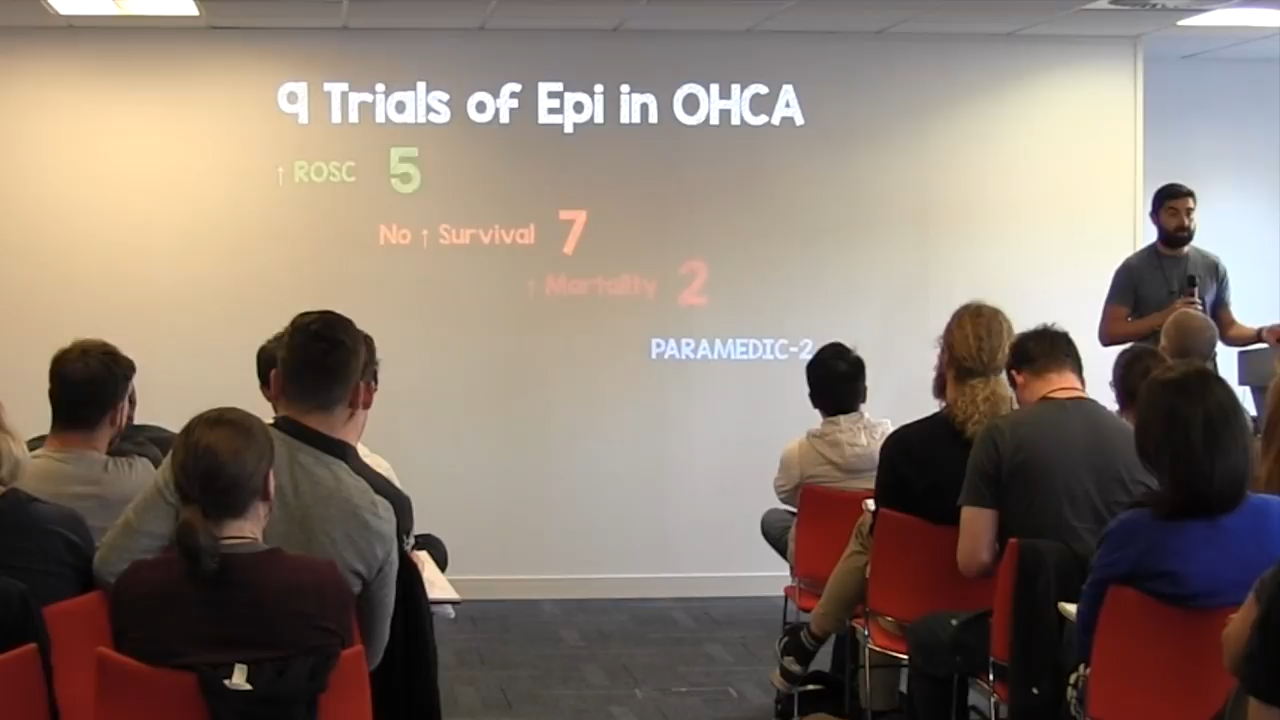 9 Trials of Epi in OHCA
↑ ROSC 5
No ↑ Survival 7
↑ Mortality 2
PARAMEDIC-2